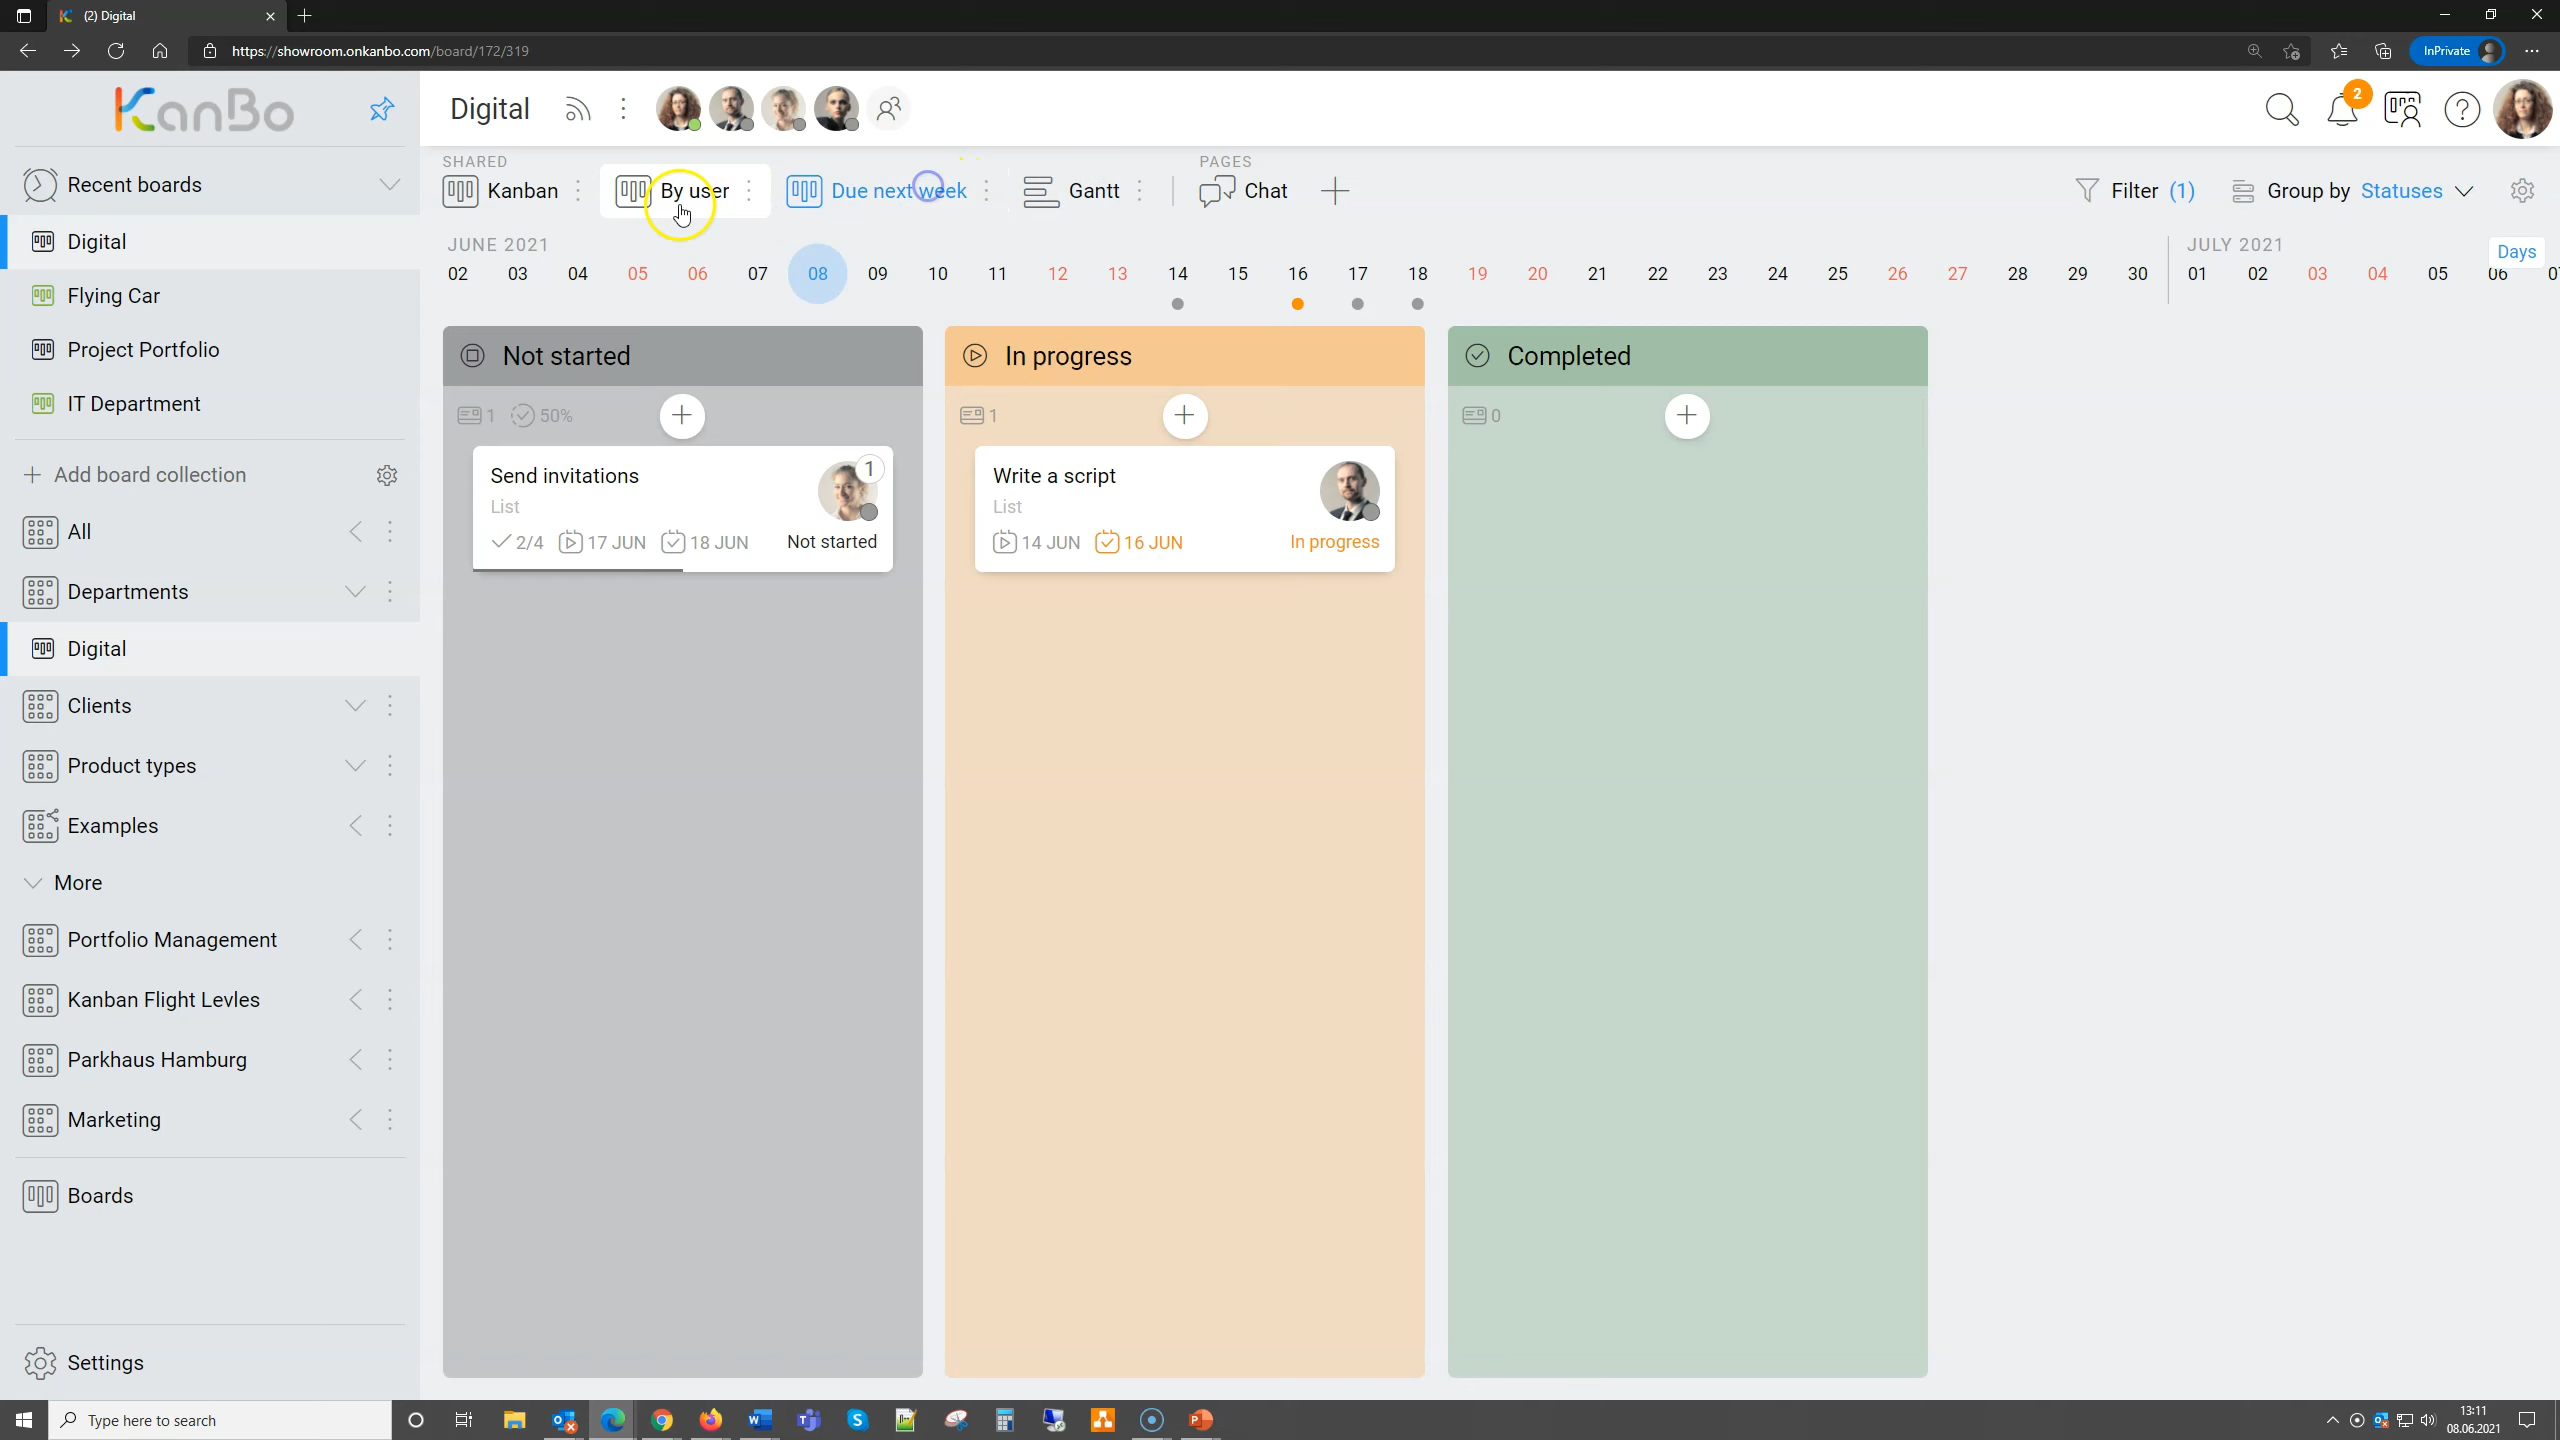 (2) Digital
https://showroom.onkanbo.com/board/172/319
InPrivate
KanBo
Digital
2
Recent boards
Digital
Flying Car
Project Portfolio
IT Department
Add board collection
All
Departments
Digital
Clients
Product types
Examples
More
Portfolio Management
Kanban Flight Levles
Parkhaus Hamburg
Marketing
Boards
Settings
SHARED
PAGES
Kanban
By user
Due next week
Gantt
Chat
Filter (1)
Group by Statuses
JUNE 2021
JULY 2021
Days
02 03 04 05 06 07 08 09 10 11 12 13 14 15 16 17 18 19 20 21 22 23 24 25 26 27 28 29 30 01 02 03 04 05 06
Not started
1 50%
Send invitations
1
List
2/4 17 JUN 18 JUN Not started
In progress
1
Write a script
List
14 JUN 16 JUN In progress
Completed
0
Type here to search
13:11
08.06.2021